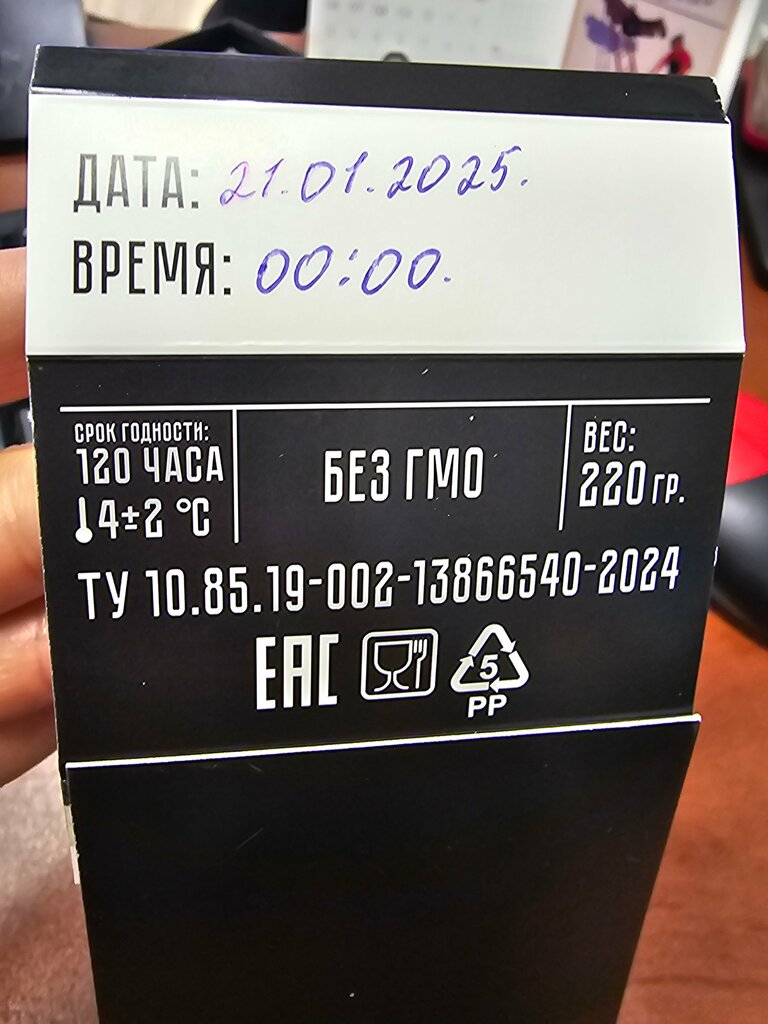 ДАТА: 21.01.2025.
ВРЕМЯ: 00:00.
СРОК ГОДНОСТИ:
120 ЧАСА
4±2 °С
БЕЗ ГМО
ВЕС:
220 ГР.
ТУ 10.85.19-002-13866540-2024
ЕАС
5
PP